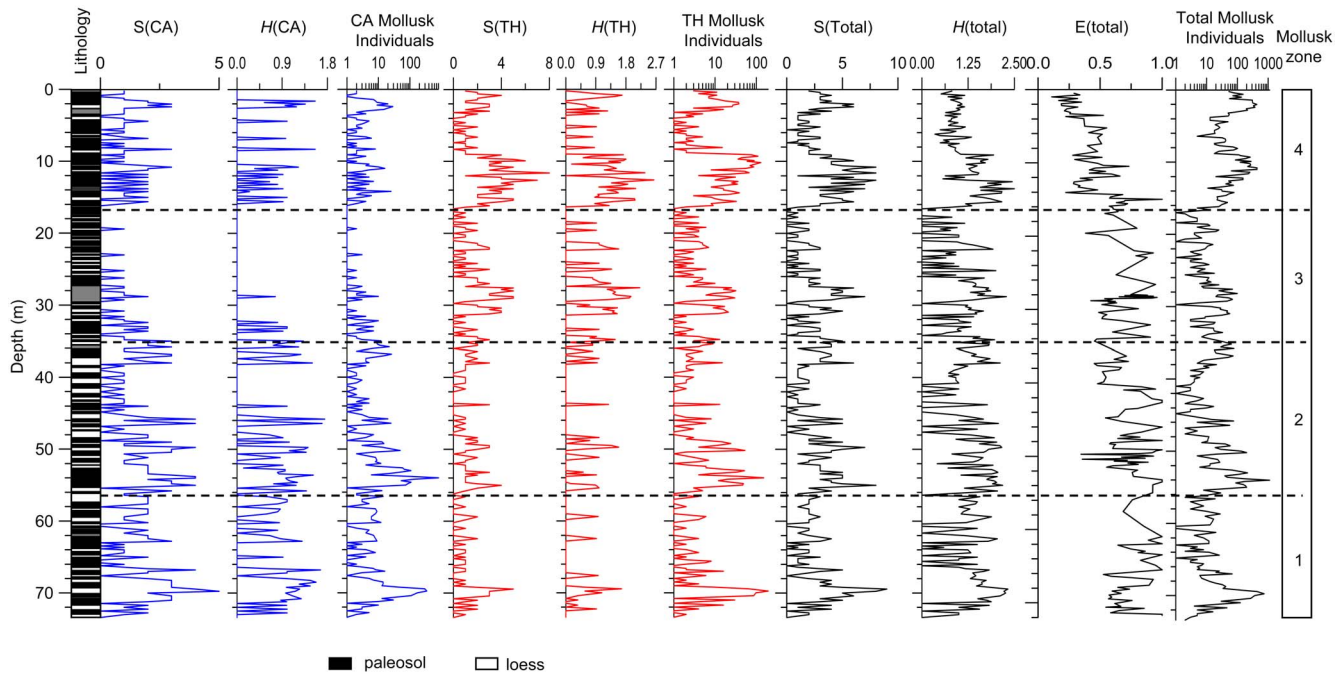 Lithology
S(CA)
H(CA)
CA Mollusk
Individuals
S(TH)
H(TH)
TH Mollusk
Individuals
S(Total)
H(total)
E(total)
Total Mollusk
Individuals
Mollusk
zone
0 5
0.0 0.9 1.8
1 10 100
0 4 8
0.0 0.9 1.8 2.7
1 10 100
0 5 10
0.00 1.25 2.50
0.0 0.5 1.0
1 10 100 1000
Depth (m)
0
10
20
30
40
50
60
70
4
3
2
1
paleosol
loess